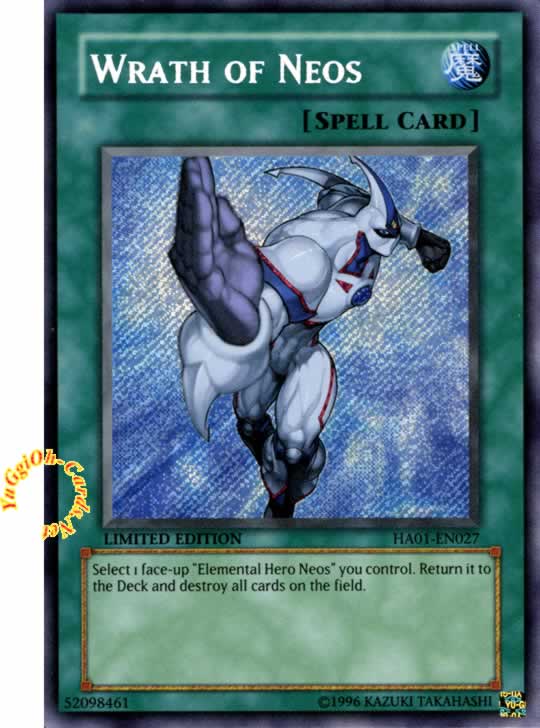 WRATH OF NEOS
SPELL
魔
[SPELL CARD]
YuGgiOh-Cards.Net
LIMITED EDITION
HA01-EN027
Select 1 face-up "Elemental Hero Neos" you control. Return it to
the Deck and destroy all cards on the field.
52098461
©1996 KAZUKI TAKAHASHI